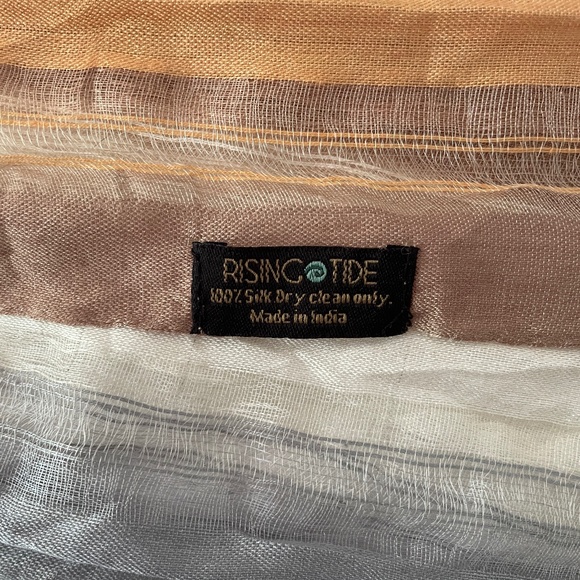 RISING TIDE
100% Silk Dry clean only.
Made in India